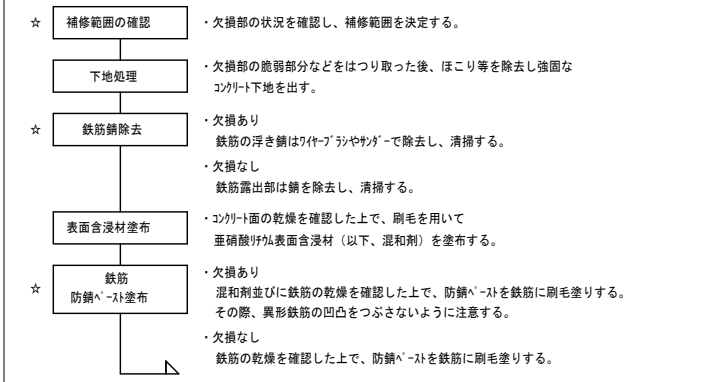 ☆ 補修範囲の確認 ・欠損部の状況を確認し、補修範囲を決定する。
下地処理 ・欠損部の脆弱部分などをはつり取った後、ほこり等を除去し強固な
ｺﾝｸﾘｰﾄ下地を出す。
☆ 鉄筋錆除去 ・欠損あり
鉄筋の浮き錆はﾜｲﾔｰﾌﾞﾗｼやｻﾝﾀﾞｰで除去し、清掃する。
・欠損なし
鉄筋露出部は錆を除去し、清掃する。
表面含浸材塗布 ・ｺﾝｸﾘｰﾄ面の乾燥を確認した上で、刷毛を用いて
亜硝酸ﾘﾁｳﾑ表面含浸材（以下、混和剤）を塗布する。
☆ 鉄筋
防錆ﾍﾟｰｽﾄ塗布
・欠損あり
混和剤並びに鉄筋の乾燥を確認した上で、防錆ﾍﾟｰｽﾄを鉄筋に刷毛塗りする。
その際、異形鉄筋の凹凸をつぶさないように注意する。
・欠損なし
鉄筋の乾燥を確認した上で、防錆ﾍﾟｰｽﾄを鉄筋に刷毛塗りする。